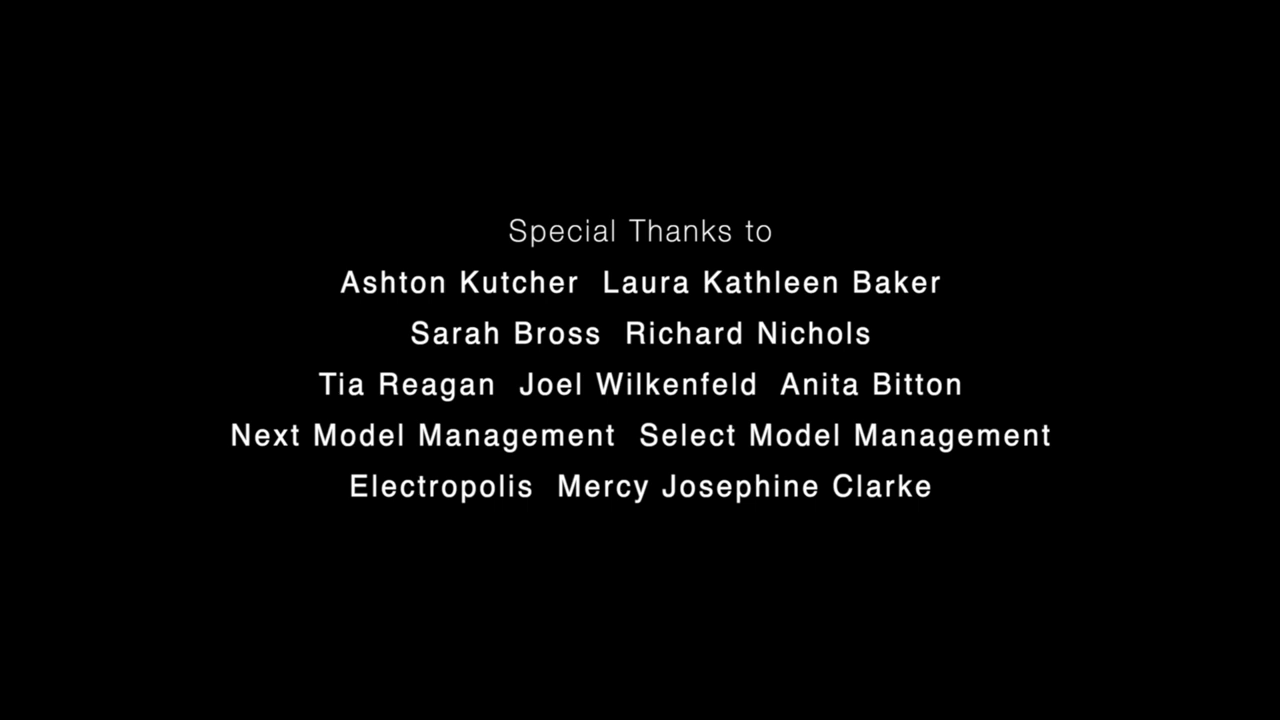 Special Thanks to
Ashton Kutcher  Laura Kathleen Baker
Sarah Bross  Richard Nichols
Tia Reagan  Joel Wilkenfeld  Anita Bitton
Next Model Management  Select Model Management
Electropolis  Mercy Josephine Clarke